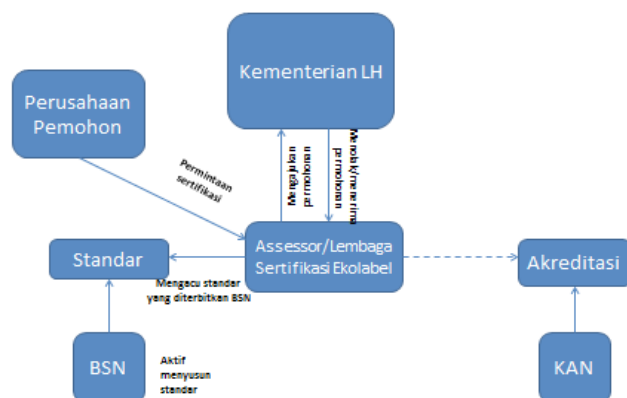 Kementerian LH
Perusahaan
Pemohon
Permintaan
sertifikasi
Mengajukan
permohonan
Menolak/menerima
permohonan
Assessor/Lembaga
Sertifikasi Ekolabel
Standar
Akreditasi
Mengacu standar
yang diterbitkan BSN
BSN
Aktif
menyusun
standar
KAN